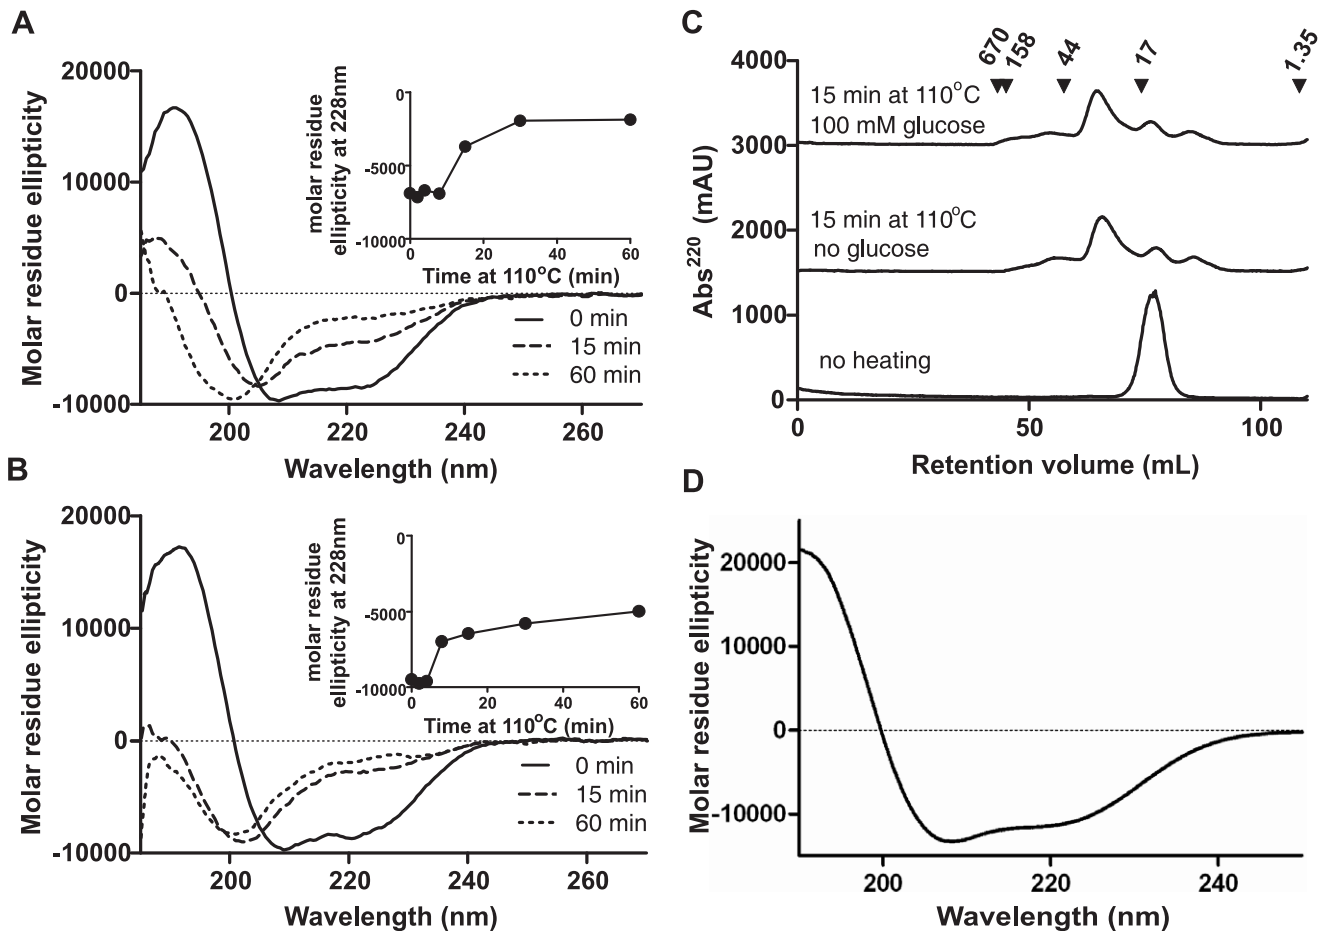 A
Molar residue ellipticity
20000
10000
0
-10000
200
220
240
260
Wavelength (nm)
molar residue
ellipticity at 228nm
0
-5000
-10000
0
20
40
60
Time at 110°C (min)
0 min
15 min
60 min
B
Molar residue ellipticity
20000
10000
0
-10000
200
220
240
260
Wavelength (nm)
molar residue
ellipticity at 228nm
0
-5000
-10000
0
20
40
60
Time at 110°C (min)
0 min
15 min
60 min
C
670
158
44
17
1.35
Abs²²⁰ (mAU)
4000
3000
2000
1000
0
15 min at 110°C
100 mM glucose
15 min at 110°C
no glucose
no heating
0
50
100
Retention volume (mL)
D
Molar residue ellipticity
20000
10000
0
-10000
200
220
240
Wavelength (nm)